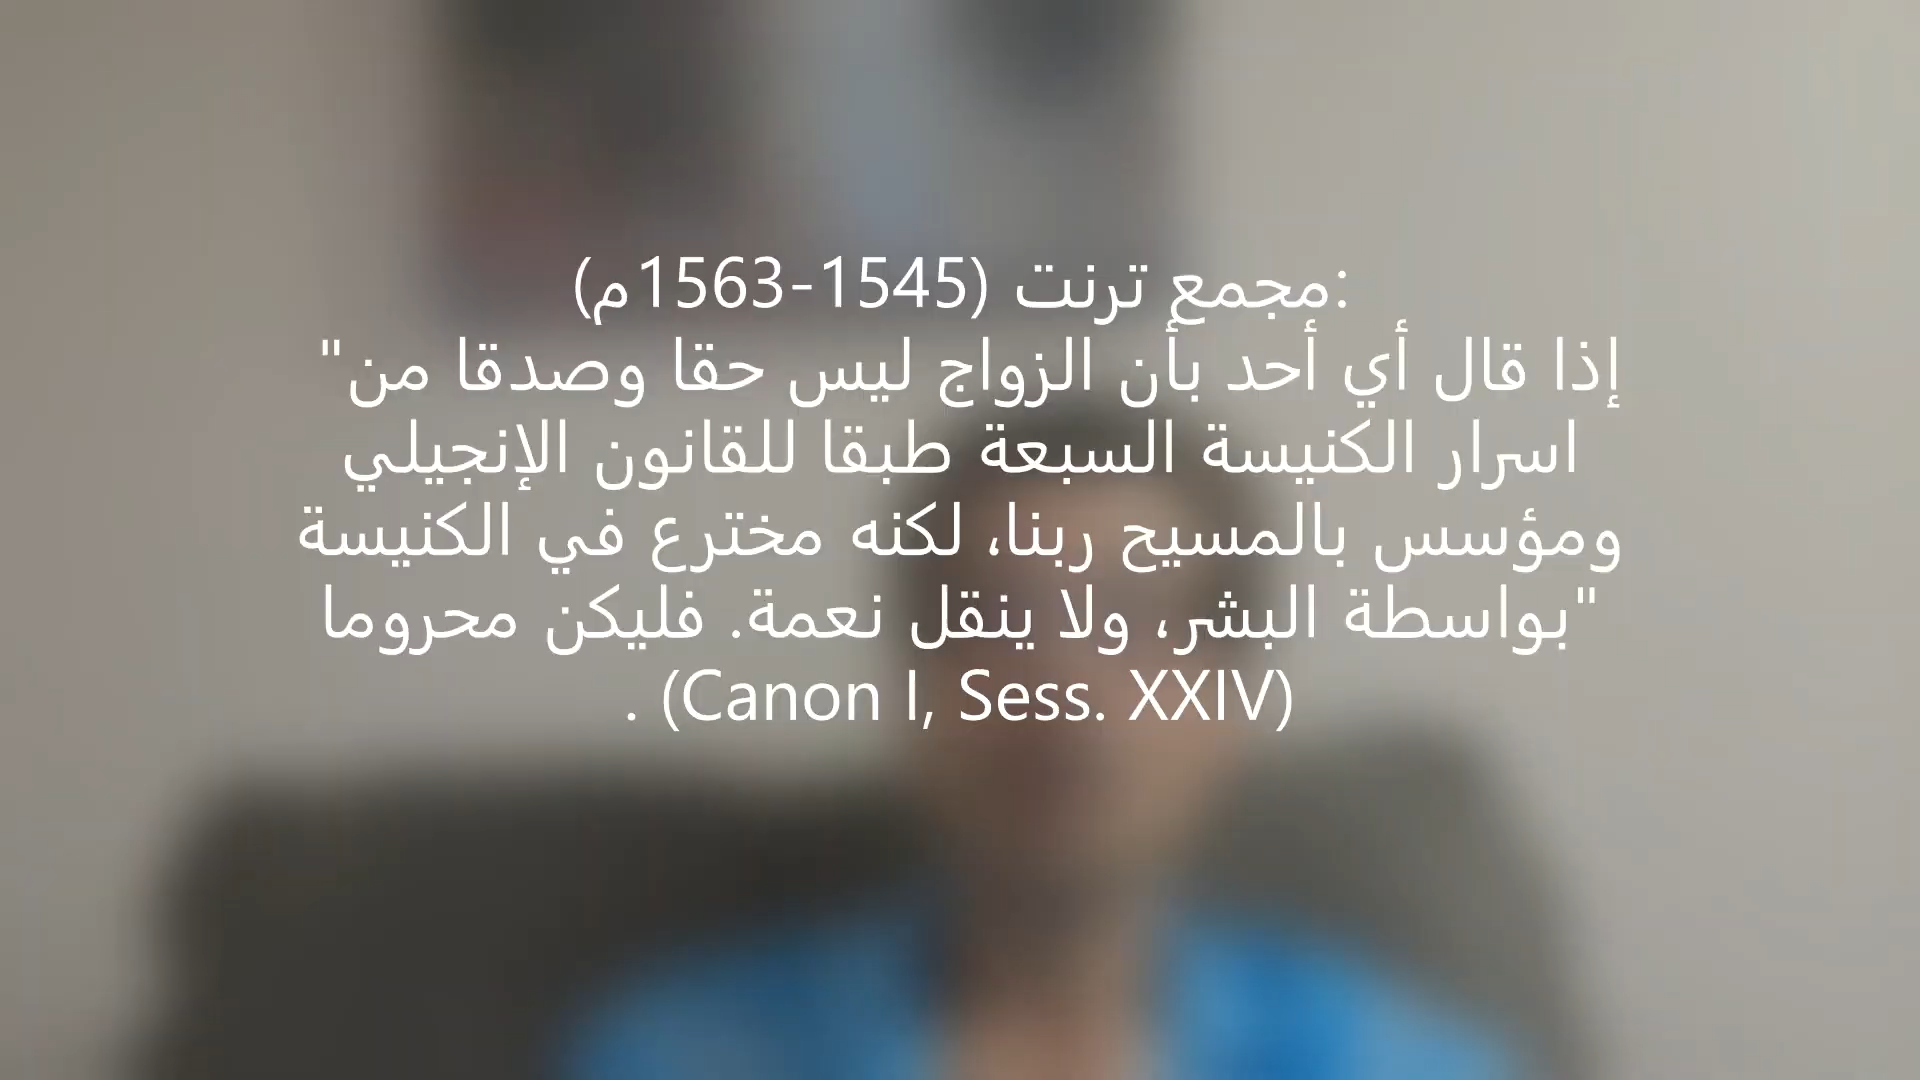 مجمع ترنت (1545-1563م):
"إذا قال أي أحد بأن الزواج ليس حقا وصدقا من
اسرار الكنيسة السبعة طبقا للقانون الإنجيلي
ومؤسس بالمسيح ربنا، لكنه مخترع في الكنيسة
بواسطة البشر، ولا ينقل نعمة. فليكن محروما"
(Canon I, Sess. XXIV) .